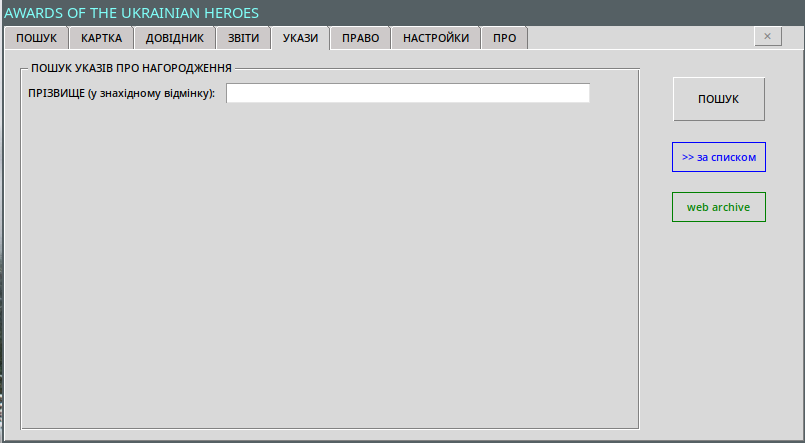 AWARDS OF THE UKRAINIAN HEROES
ПОШУК КАРТКА ДОВІДНИК ЗВІТИ УКАЗИ ПРАВО НАСТРОЙКИ ПРО ×
ПОШУК УКАЗІВ ПРО НАГОРОДЖЕННЯ
ПРІЗВИЩЕ (у знахідному відмінку):
ПОШУК
>> за списком
web archive